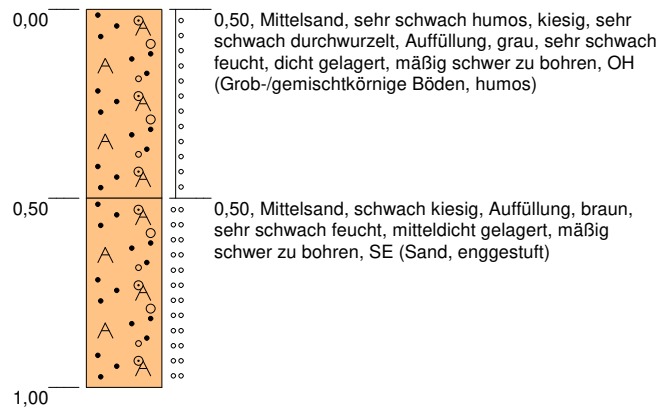 0,00
0,50, Mittelsand, sehr schwach humos, kiesig, sehr
schwach durchwurzelt, Auffüllung, grau, sehr schwach
feucht, dicht gelagert, mäßig schwer zu bohren, OH
(Grob-/gemischtkörnige Böden, humos)
A
A
A
A
A
0,50
0,50, Mittelsand, schwach kiesig, Auffüllung, braun,
sehr schwach feucht, mitteldicht gelagert, mäßig
schwer zu bohren, SE (Sand, enggestuft)
A
A
A
A
A
1,00